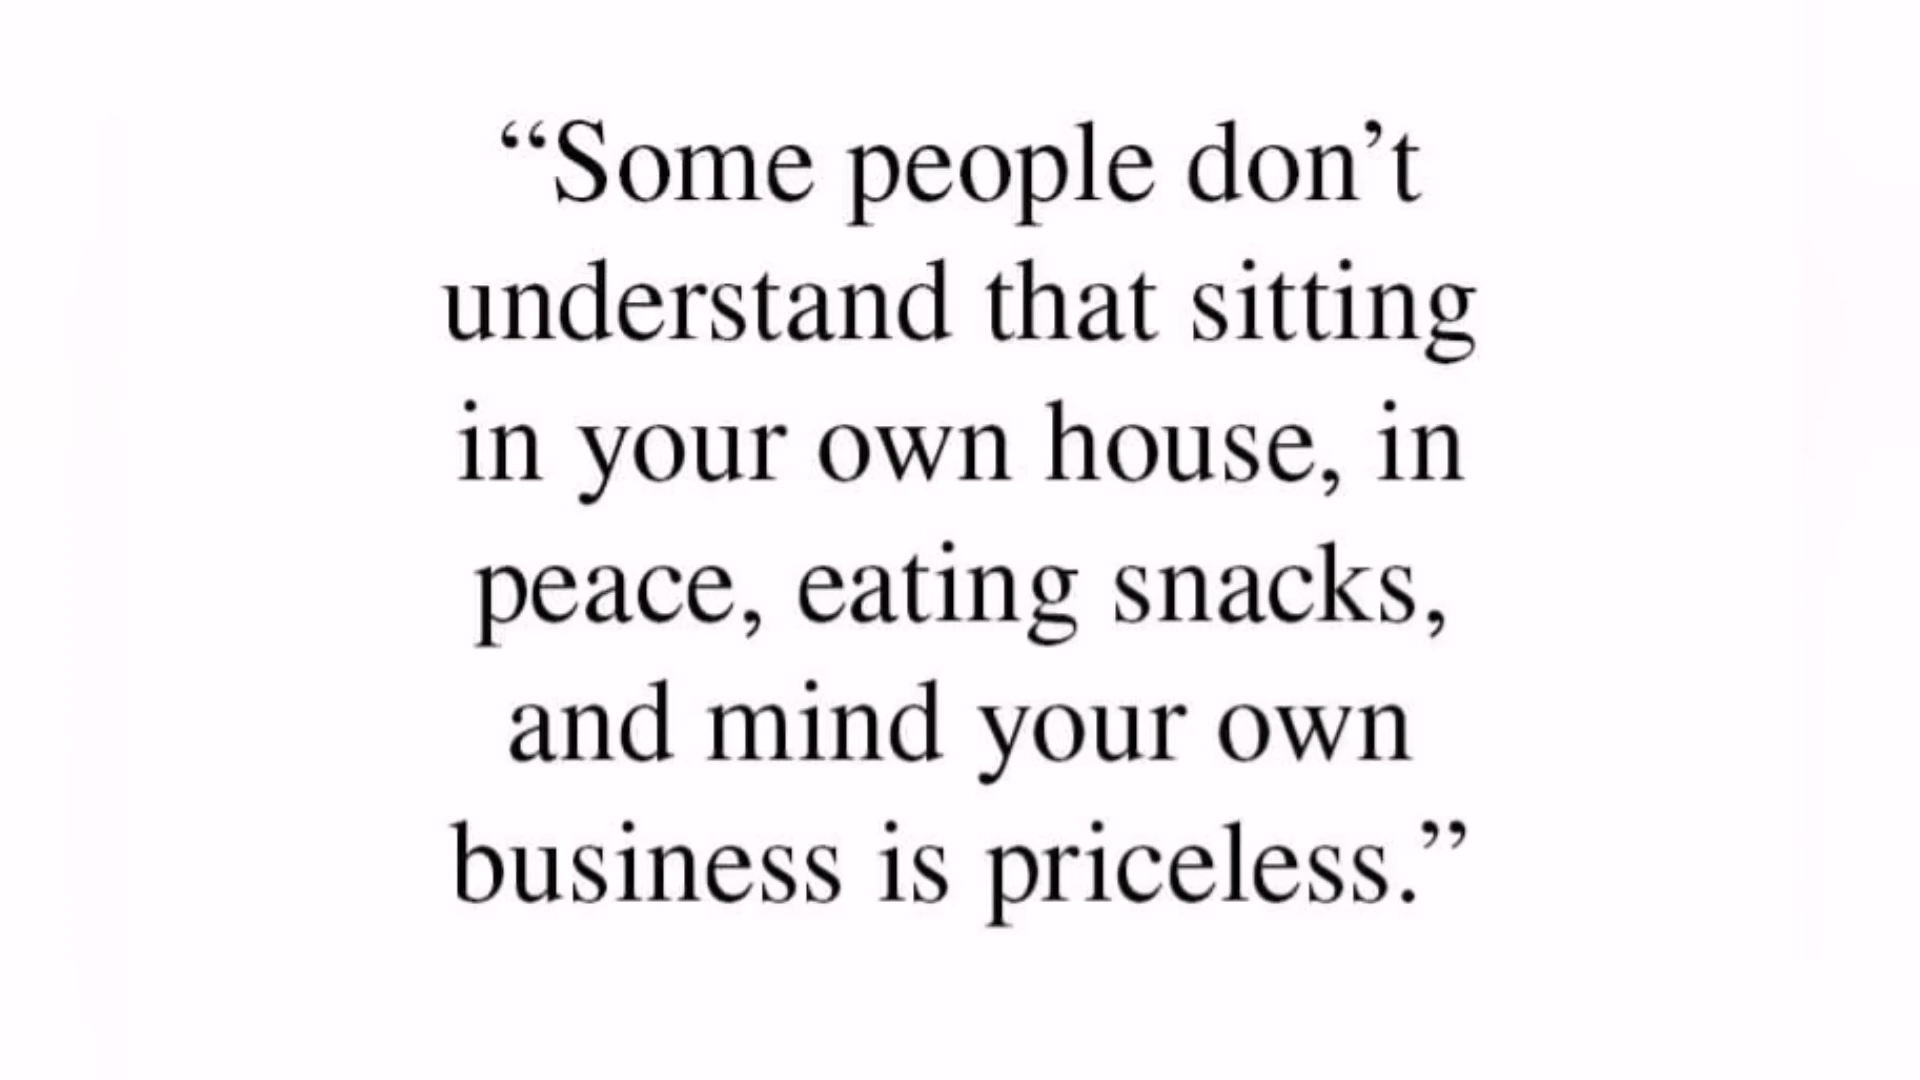 “Some people don’t
understand that sitting
in your own house, in
peace, eating snacks,
and mind your own
business is priceless.”